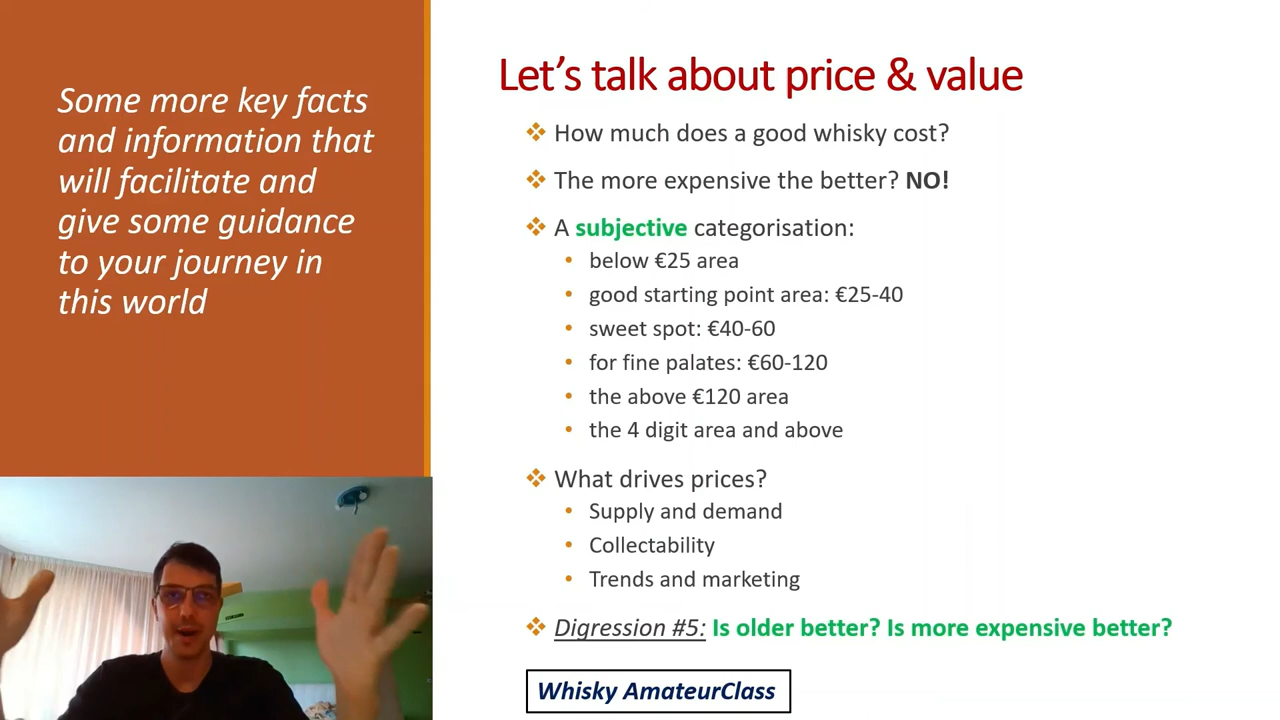 Some more key facts
and information that
will facilitate and
give some guidance
to your journey in
this world
Let's talk about price & value
How much does a good whisky cost?
The more expensive the better? NO!
A subjective categorisation:
below €25 area
good starting point area: €25-40
sweet spot: €40-60
for fine palates: €60-120
the above €120 area
the 4 digit area and above
What drives prices?
Supply and demand
Collectability
Trends and marketing
Digression #5: Is older better? Is more expensive better?
Whisky AmateurClass